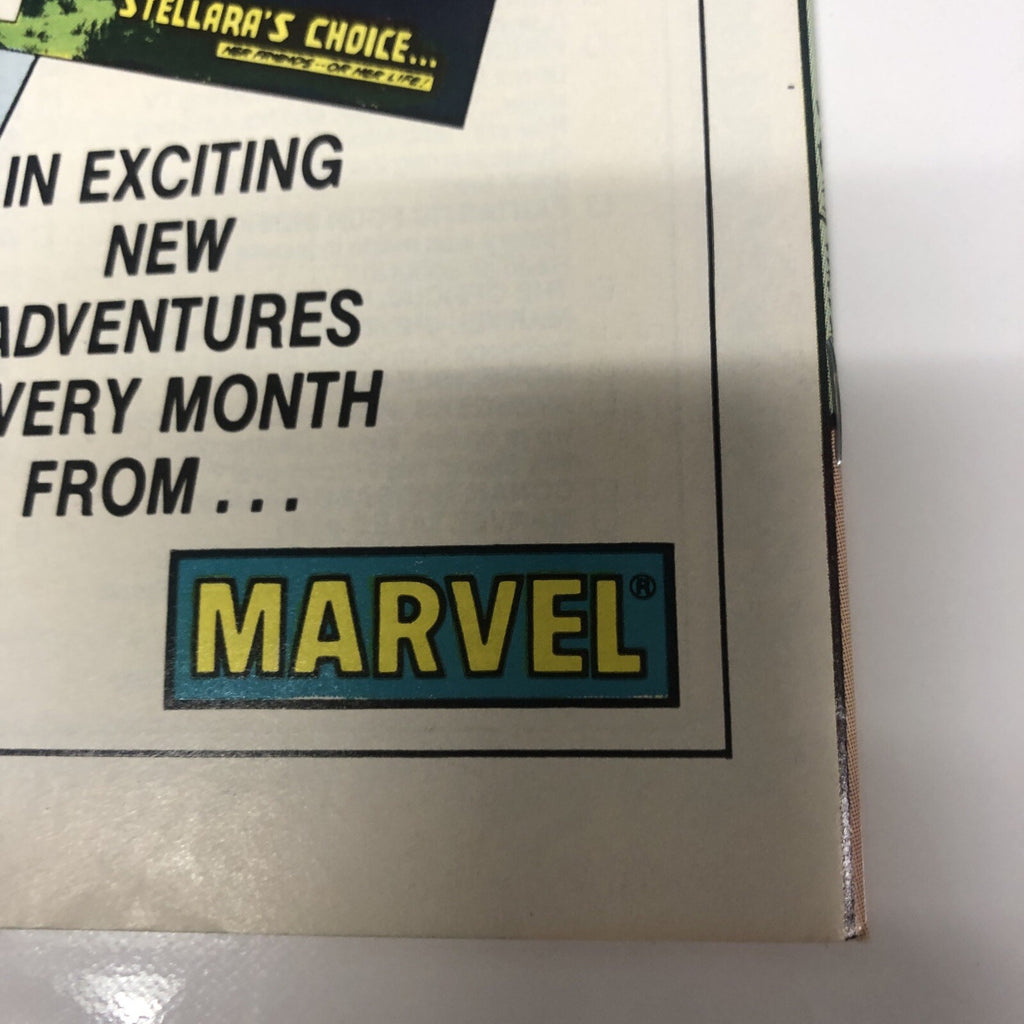 STELLARA'S CHOICE...
HER FRIENDS--OR HER LIFE!
IN EXCITING
NEW
ADVENTURES
VERY MONTH
FROM...
MARVEL®